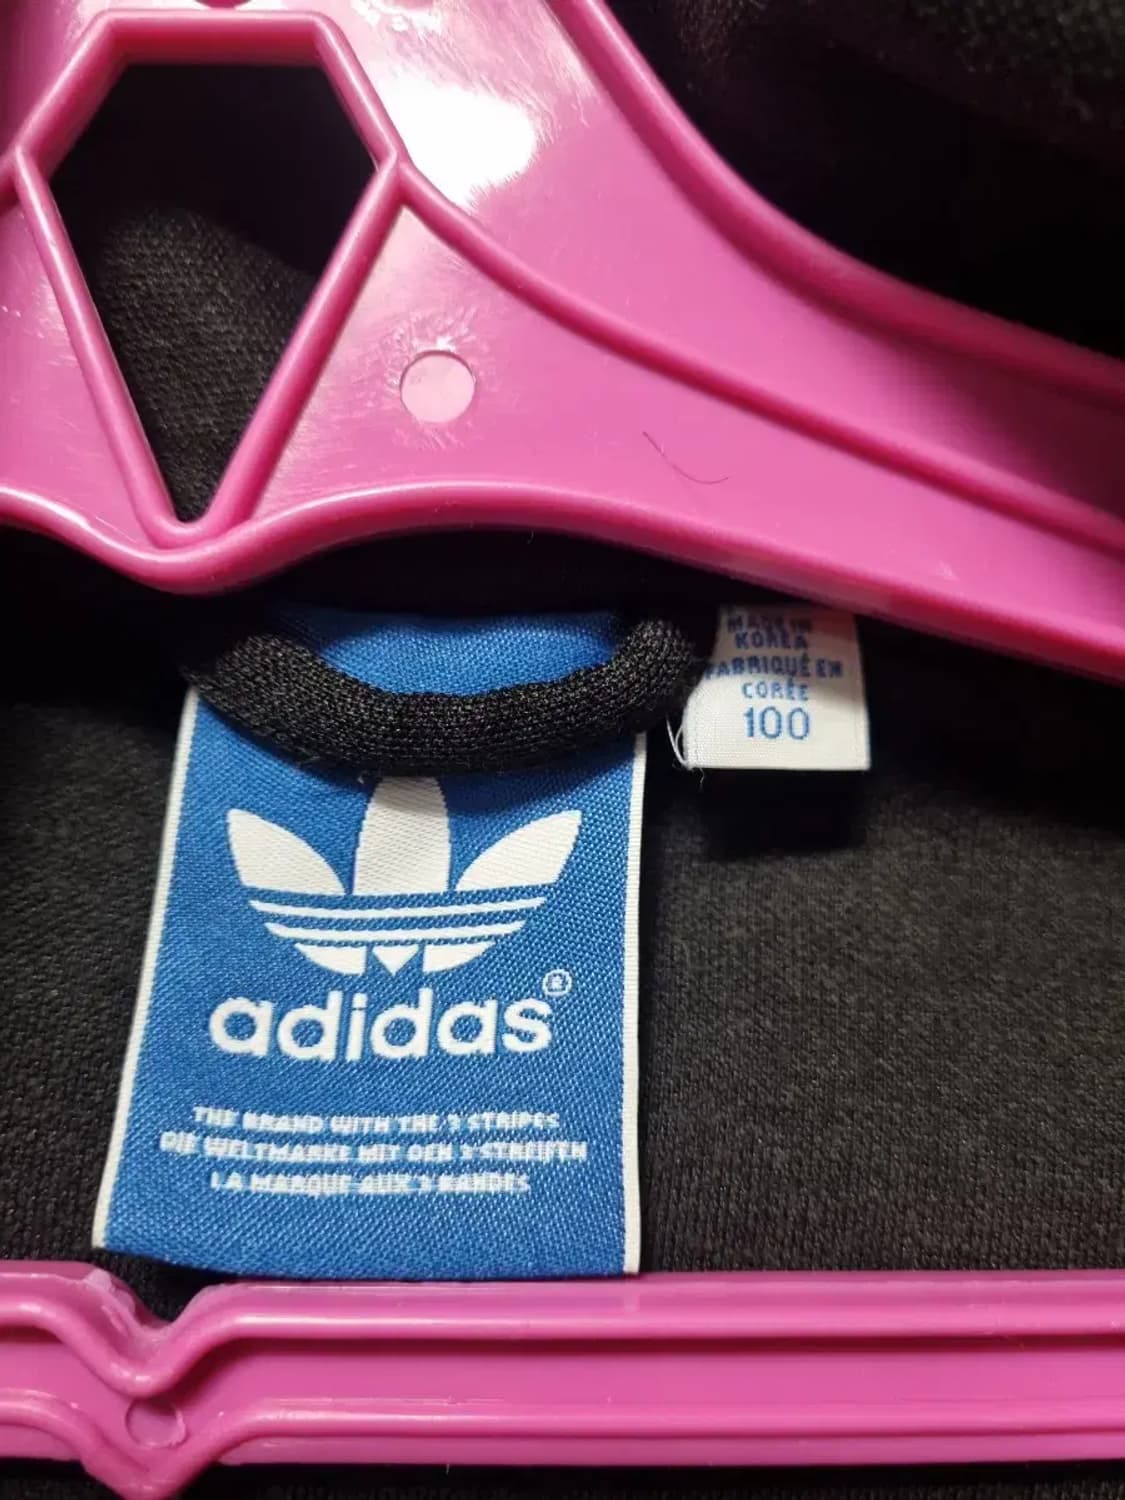 MADE IN
KOREA
FABRIQUÉ EN
CORÉE
100
adidas®
THE BRAND WITH THE 3 STRIPES
DIE WELTMARKE MIT DEN 3 STREIFEN
LA MARQUE AUX 3 BANDES